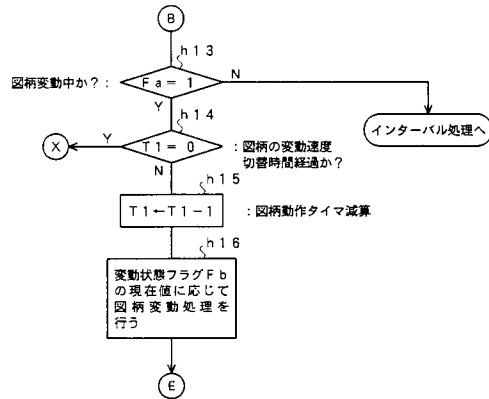 B
h13
図柄変動中か？：
Fa＝1
N
Y
h14
インターバル処理へ
X
Y
T1＝0
：図柄の変動速度
切替時間経過か？
N
h15
T1←T1－1
：図柄動作タイマ減算
h16
変動状態フラグFb
の現在値に応じて
図柄変動処理を
行う
E